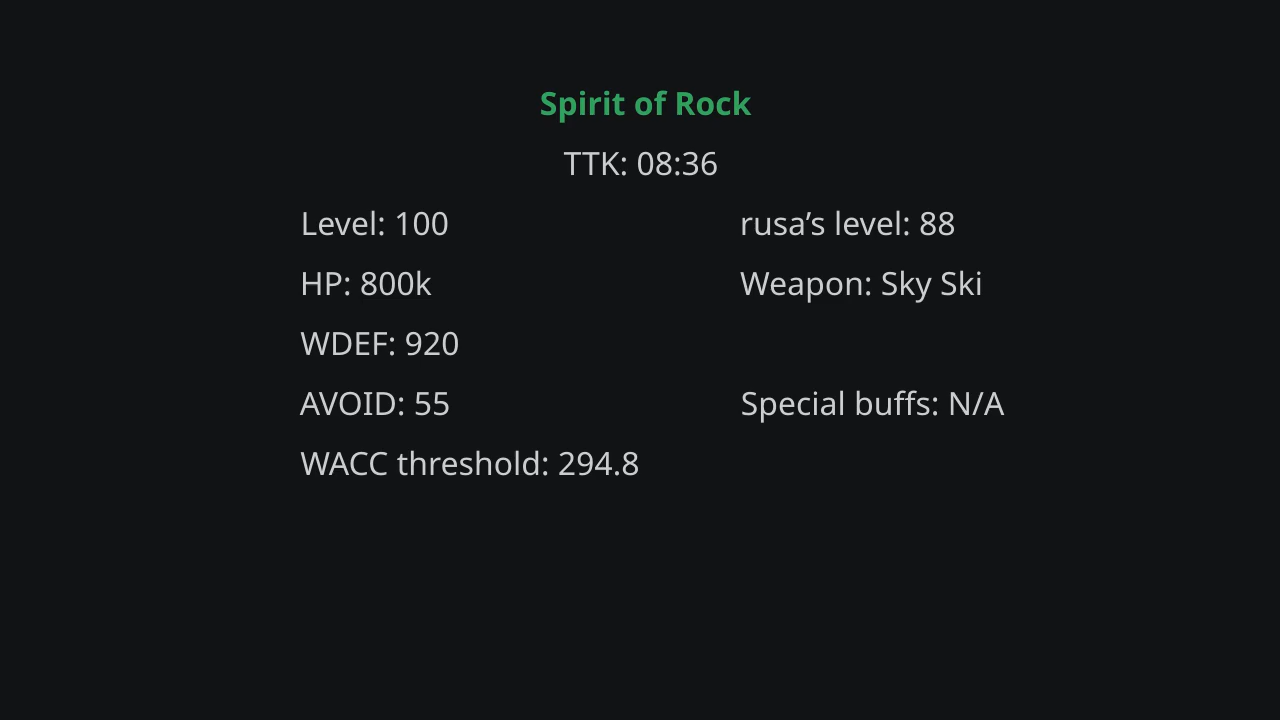 Spirit of Rock
TTK: 08:36
Level: 100
rusa’s level: 88
HP: 800k
Weapon: Sky Ski
WDEF: 920
AVOID: 55
Special buffs: N/A
WACC threshold: 294.8